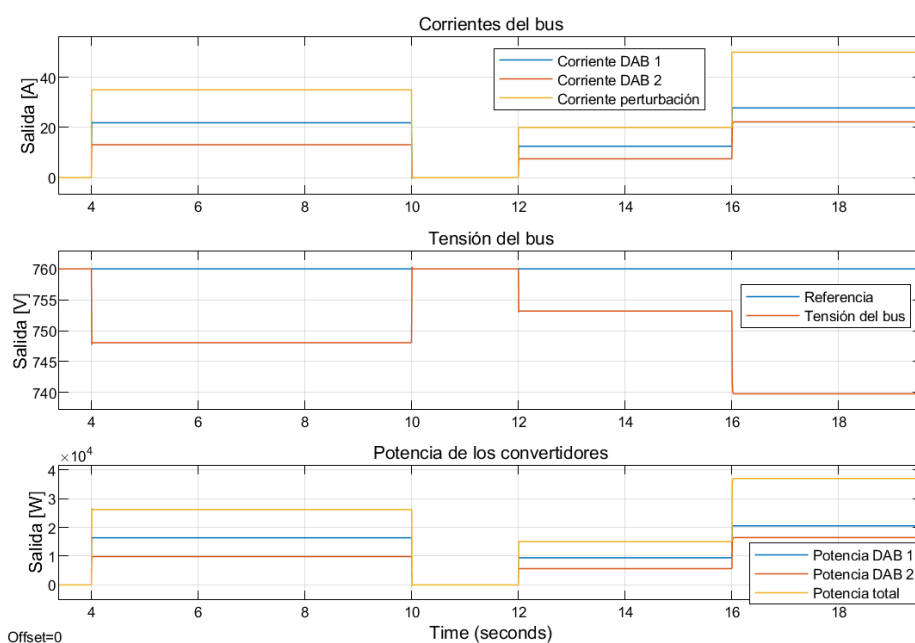 Corrientes del bus
Salida [A]
40
20
0
Corriente DAB 1
Corriente DAB 2
Corriente perturbación
4 6 8 10 12 14 16 18
Tensión del bus
Salida [V]
760
755
750
745
740
Referencia
Tensión del bus
4 6 8 10 12 14 16 18
×10^4
Potencia de los convertidores
Salida [W]
4
3
2
1
0
Potencia DAB 1
Potencia DAB 2
Potencia total
4 6 8 10 12 14 16 18
Offset=0
Time (seconds)